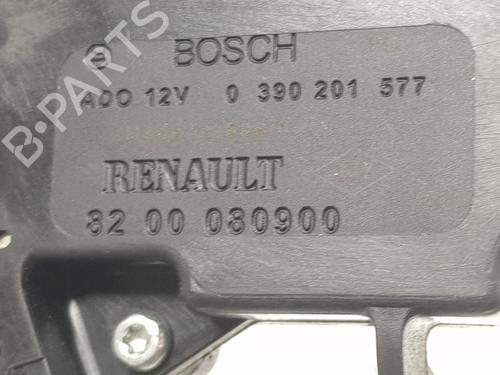 BOSCH
ADO 12V 0 390 201 577
RENAULT
82 00 080900
B-PARTS